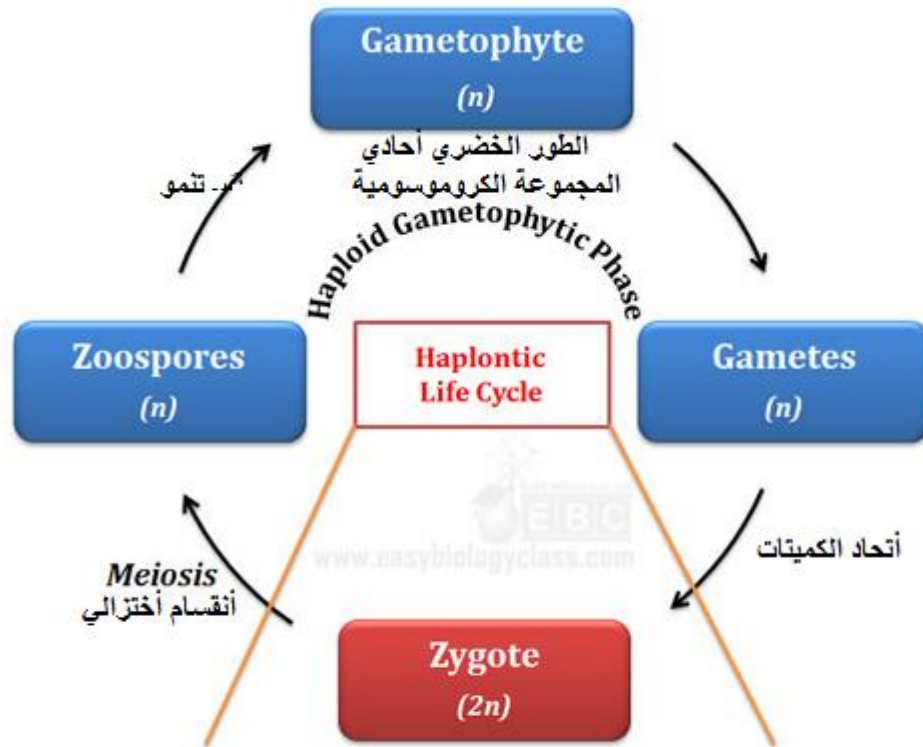 Gametophyte
(n)
الطور الخضري أحادي
المجموعة الكروموسومية
تنمو
Haploid Gametophytic Phase
Zoospores
(n)
Haplontic
Life Cycle
Gametes
(n)
EBC
www.easybiologyclass.com
أتحاد الكميتات
Meiosis
أنقسام أختزالي
Zygote
(2n)